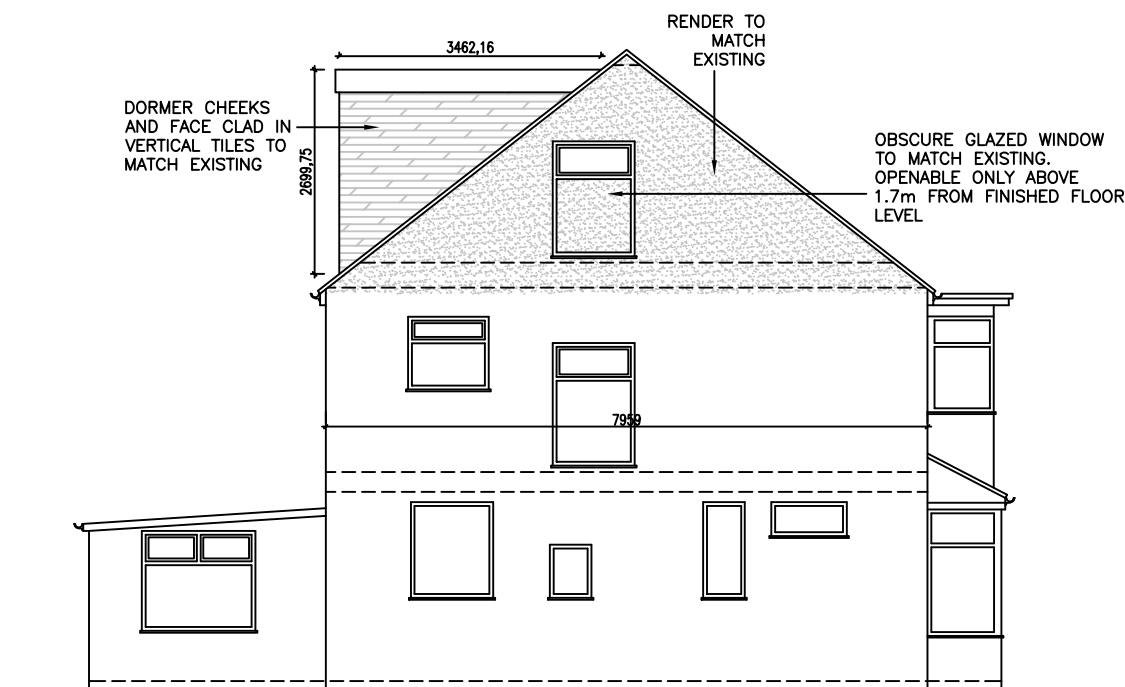 RENDER TO
MATCH
EXISTING
3462,16
DORMER CHEEKS
AND FACE CLAD IN
VERTICAL TILES TO
MATCH EXISTING
2699,75
OBSCURE GLAZED WINDOW
TO MATCH EXISTING.
OPENABLE ONLY ABOVE
1.7m FROM FINISHED FLOOR
LEVEL
7959